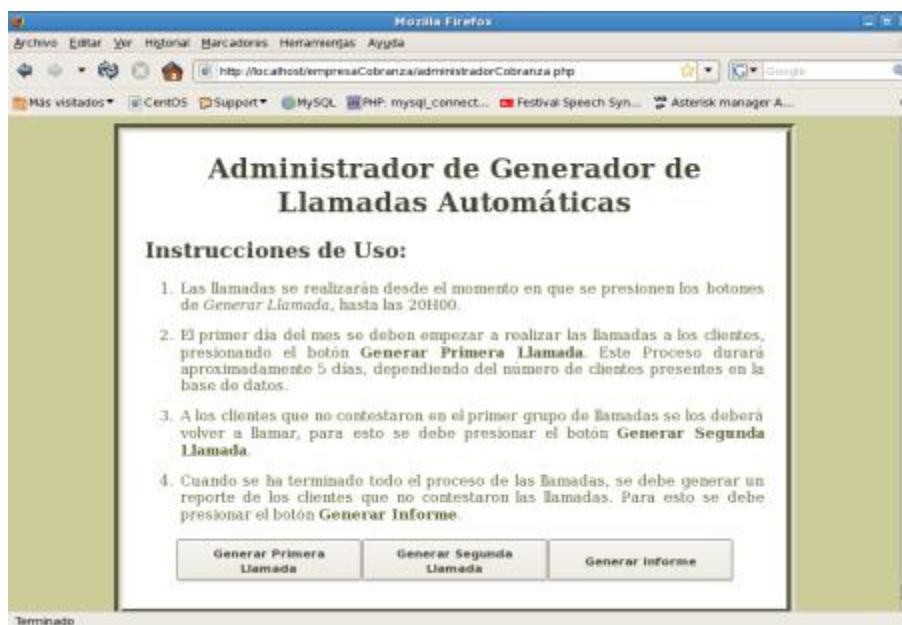 Mozilla Firefox
Archivo Editar Ver Historial Marcadores Herramientas Ayuda
http://localhost/empresaCobranza/administradorCobranza.php
Google
Más visitados CentOS Support MySQL PHP: mysql_connect... Festival Speech Syn... Asterisk manager A...
Administrador de Generador de
Llamadas Automáticas
Instrucciones de Uso:
1. Las llamadas se realizarán desde el momento en que se presionen los botones
de Generar Llamada, hasta las 20H00.
2. El primer día del mes se deben empezar a realizar las llamadas a los clientes,
presionando el botón Generar Primera Llamada. Este Proceso durará
aproximadamente 5 días, dependiendo del número de clientes presentes en la
base de datos.
3. A los clientes que no contestaron en el primer grupo de llamadas se los deberá
volver a llamar, para esto se debe presionar el botón Generar Segunda
Llamada.
4. Cuando se ha terminado todo el proceso de las llamadas, se debe generar un
reporte de los clientes que no contestaron las llamadas. Para esto se debe
presionar el botón Generar Informe.
Generar Primera
Llamada
Generar Segunda
Llamada
Generar Informe
Terminado